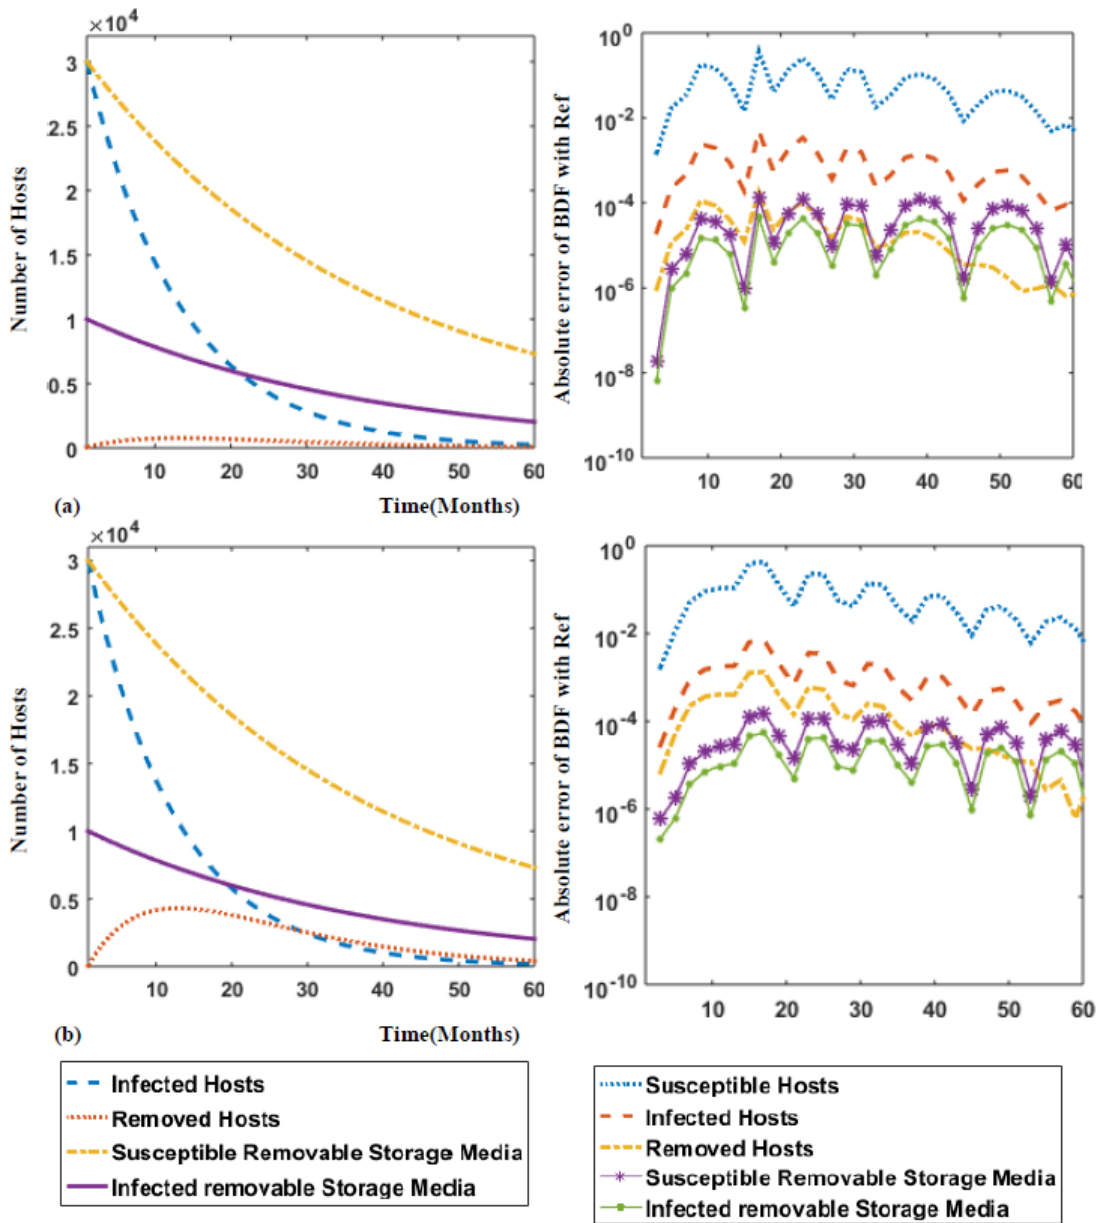 ×10^4
3
2.5
2
1.5
1
0.5
0
10 20 30 40 50 60
Number of Hosts
10^0
10^-2
10^-4
10^-6
10^-8
10^-10
10 20 30 40 50 60
Absolute error of BDF with Ref
(a) Time(Months)
×10^4
3
2.5
2
1.5
1
0.5
0
10 20 30 40 50 60
Number of Hosts
10^0
10^-2
10^-4
10^-6
10^-8
10^-10
10 20 30 40 50 60
Absolute error of BDF with Ref
(b) Time(Months)
Infected Hosts
Removed Hosts
Susceptible Removable Storage Media
Infected removable Storage Media
Susceptible Hosts
Infected Hosts
Removed Hosts
Susceptible Removable Storage Media
Infected removable Storage Media